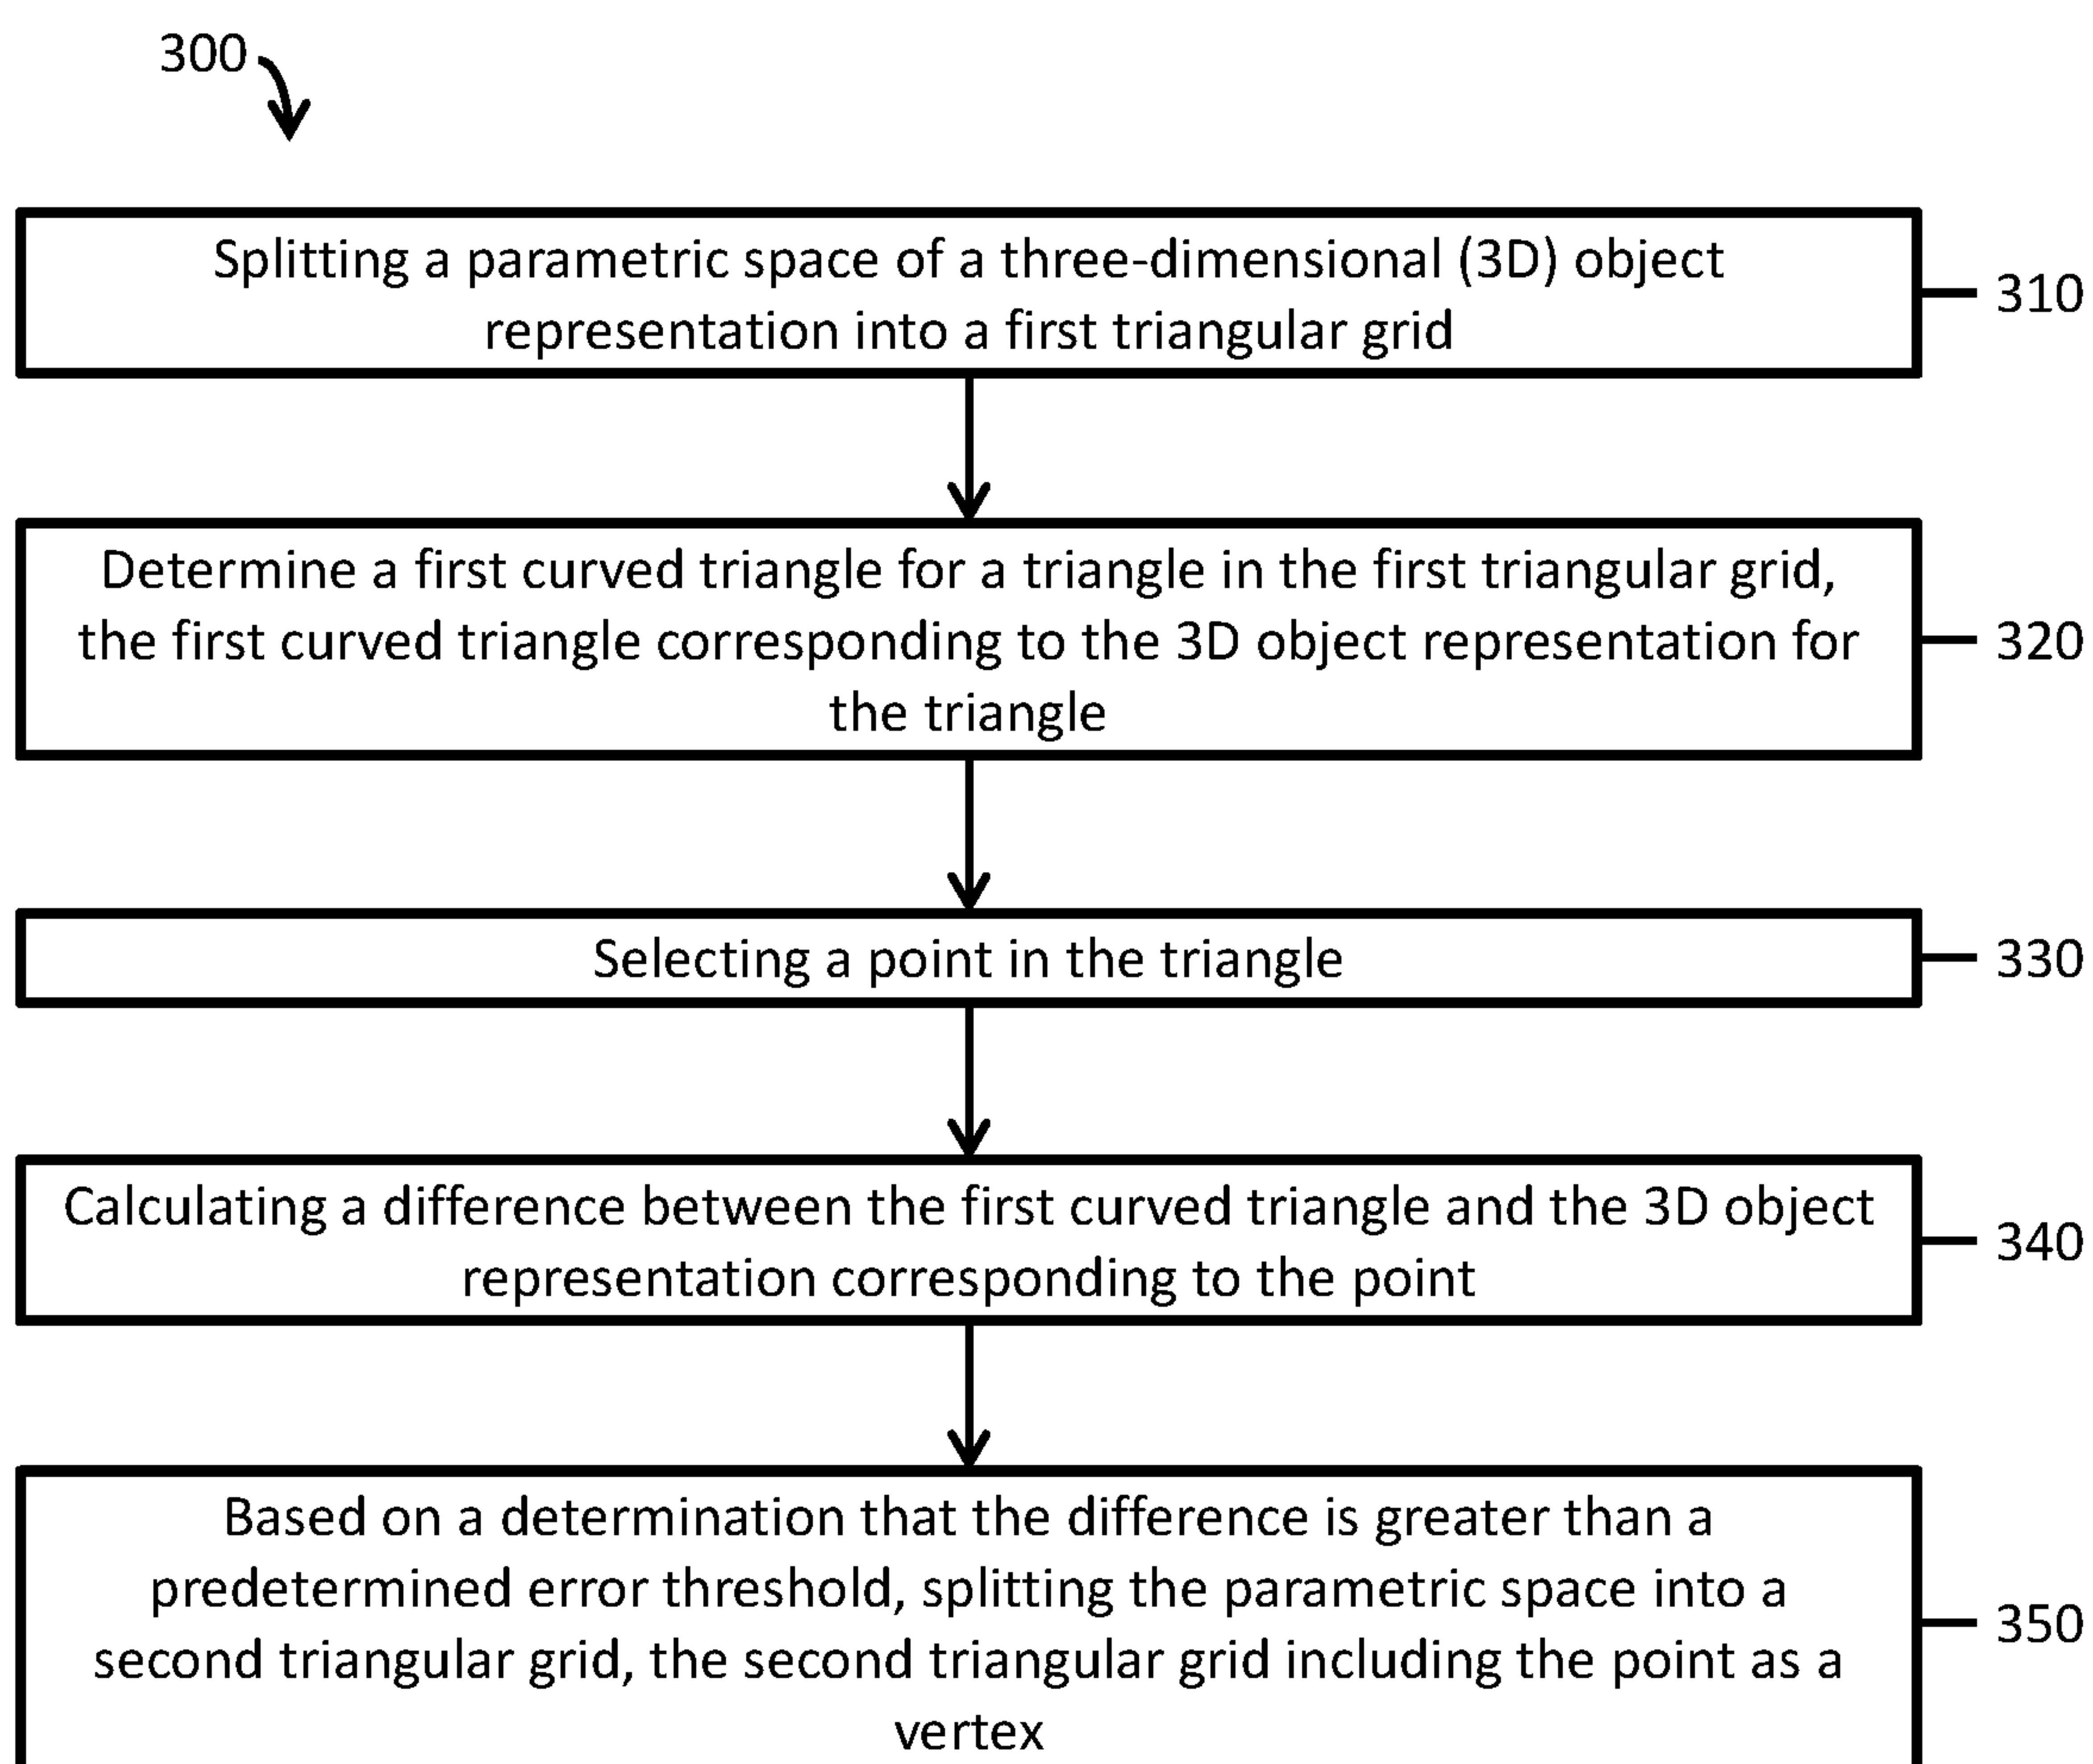 300
Splitting a parametric space of a three-dimensional (3D) object
representation into a first triangular grid
310
Determine a first curved triangle for a triangle in the first triangular grid,
the first curved triangle corresponding to the 3D object representation for
the triangle
320
Selecting a point in the triangle
330
Calculating a difference between the first curved triangle and the 3D object
representation corresponding to the point
340
Based on a determination that the difference is greater than a
predetermined error threshold, splitting the parametric space into a
second triangular grid, the second triangular grid including the point as a
vertex
350